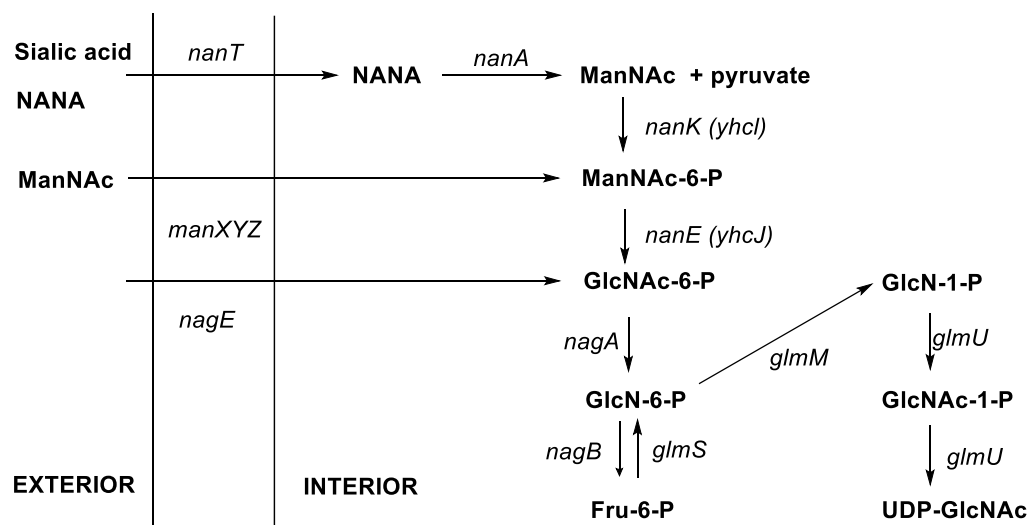 Sialic acid
nanT
NANA
NANA
nanA
ManNAc + pyruvate
nanK (yhcI)
ManNAc
ManNAc-6-P
manXYZ
nanE (yhcJ)
GlcNAc-6-P
GlcN-1-P
nagE
nagA
glmM
glmU
GlcN-6-P
GlcNAc-1-P
nagB
glmS
glmU
EXTERIOR
INTERIOR
Fru-6-P
UDP-GlcNAc